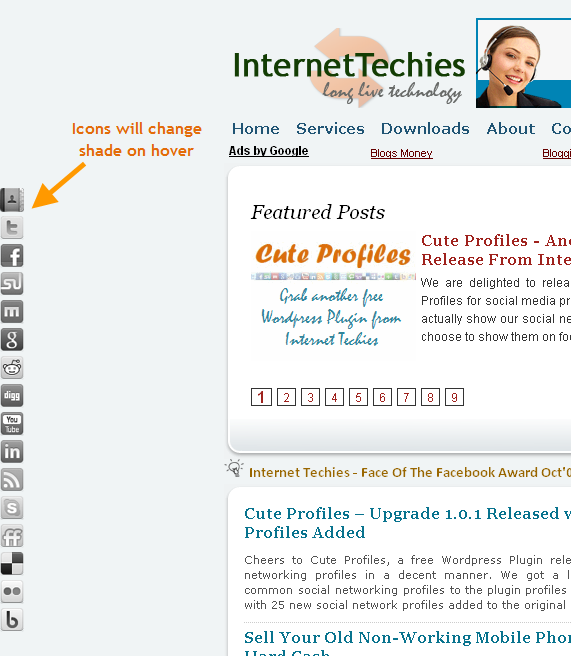 InternetTechies
long live technology
Icons will change
shade on hover
Home Services Downloads About Co
Ads by Google Blogs Money Bloggi
Featured Posts
Cute Profiles
Grab another free
Wordpress Plugin from
Internet Techies
Cute Profiles - An
Release From Inte
We are delighted to relea
Profiles for social media pr
actually show our social ne
choose to show them on fo
1 2 3 4 5 6 7 8 9
t
f
su
m
g
digg
You
Tube
in
S
ff
b
Internet Techies - Face Of The Facebook Award Oct'0
Cute Profiles – Upgrade 1.0.1 Released v
Profiles Added
Cheers to Cute Profiles, a free Wordpress Plugin rele
networking profiles in a decent manner. We got a l
common social networking profiles to the plugin profiles
with 25 new social network profiles added to the original
Sell Your Old Non-Working Mobile Pho
Hard Cash